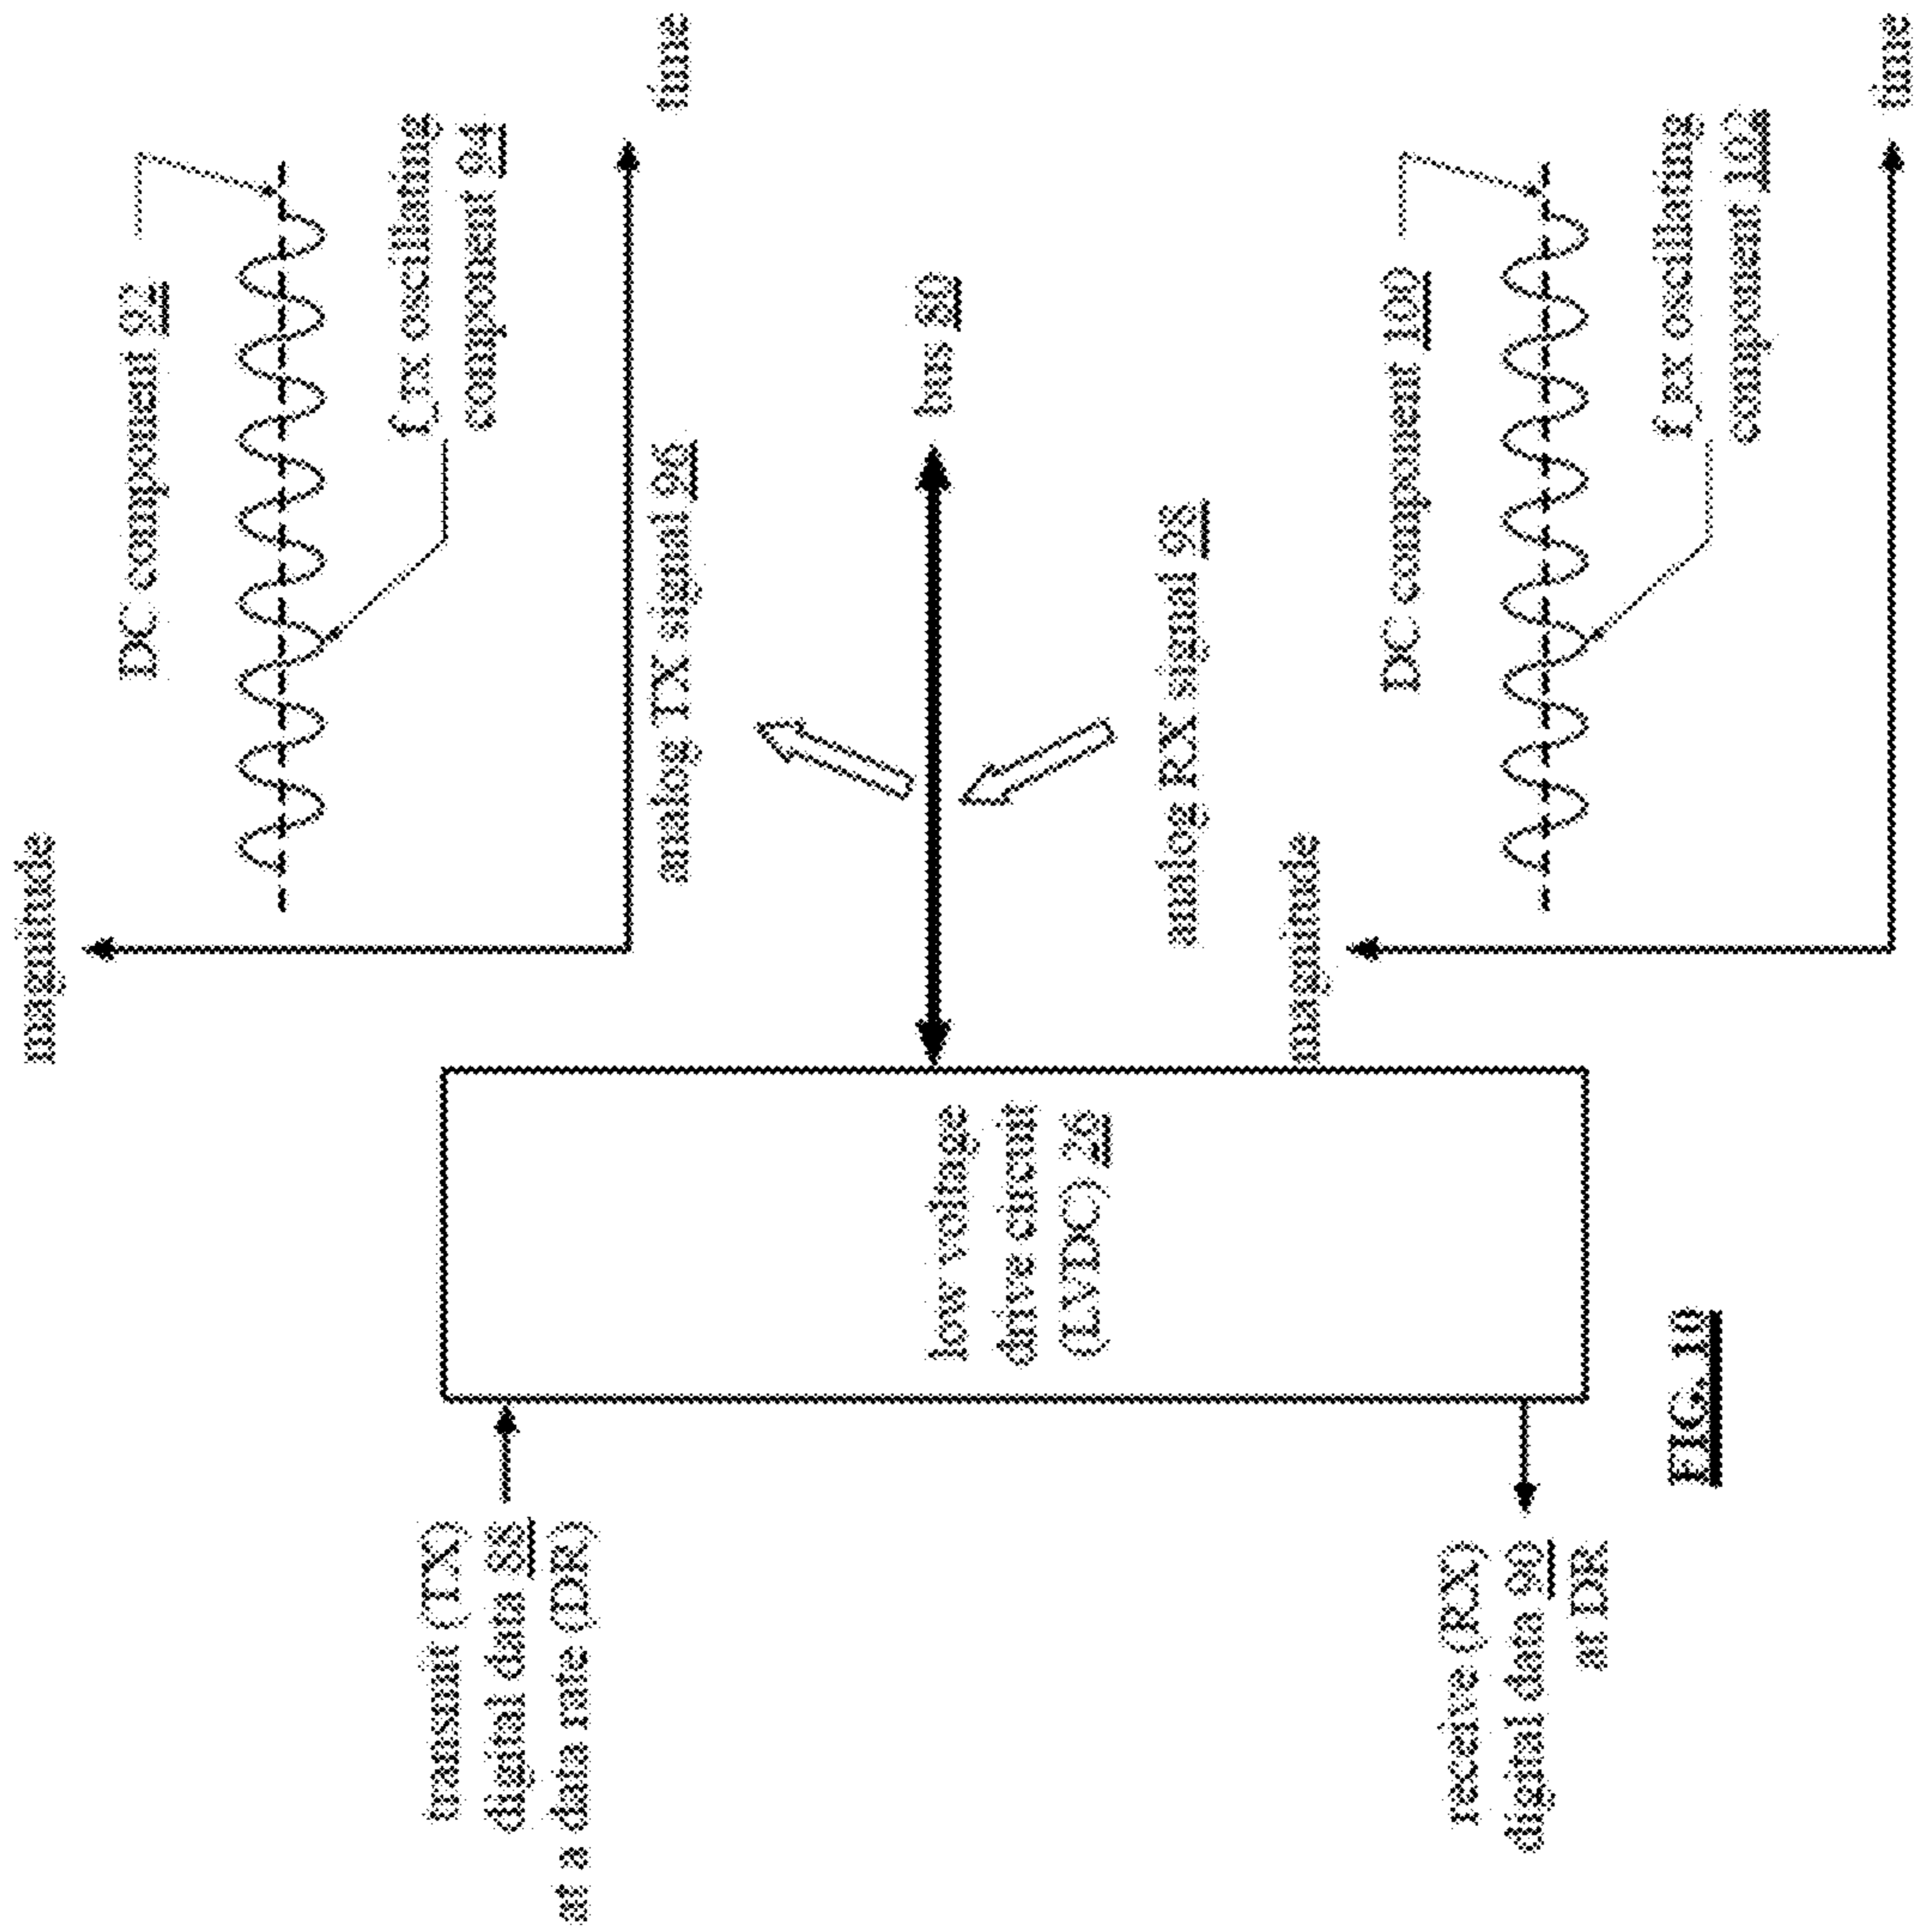 magnitude
DC component 92
f_rx oscillating
component 94
time
transmit (TX)
digital data 88
at a data rate (DR)
analog TX signal 96
low voltage
drive circuit
(LVDC) 26
bus 80
analog RX signal 98
magnitude
DC component 100
receive (RX)
digital data 90
at DR
f_rx oscillating
component 102
FIG. 10
time